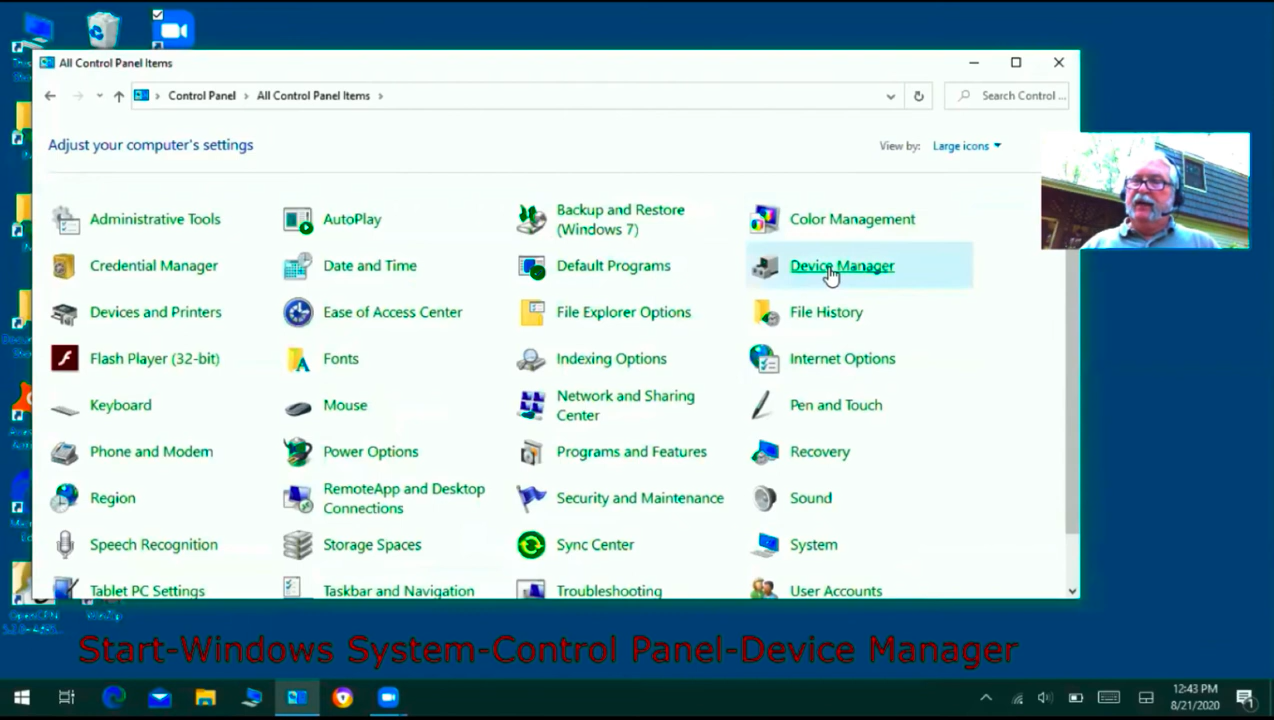 All Control Panel Items
Control Panel
All Control Panel Items
Search Control ...
Adjust your computer's settings
View by:
Large icons
Administrative Tools
AutoPlay
Backup and Restore
(Windows 7)
Color Management
Credential Manager
Date and Time
Default Programs
Device Manager
Devices and Printers
Ease of Access Center
File Explorer Options
File History
Flash Player (32-bit)
Fonts
Indexing Options
Internet Options
Keyboard
Mouse
Network and Sharing
Center
Pen and Touch
Phone and Modem
Power Options
Programs and Features
Recovery
Region
RemoteApp and Desktop
Connections
Security and Maintenance
Sound
Speech Recognition
Storage Spaces
Sync Center
System
Tablet PC Settings
Taskbar and Navigation
Troubleshooting
User Accounts
OpenCPN
WinZip
Start-Windows System-Control Panel-Device Manager
12:43 PM
8/21/2020
1